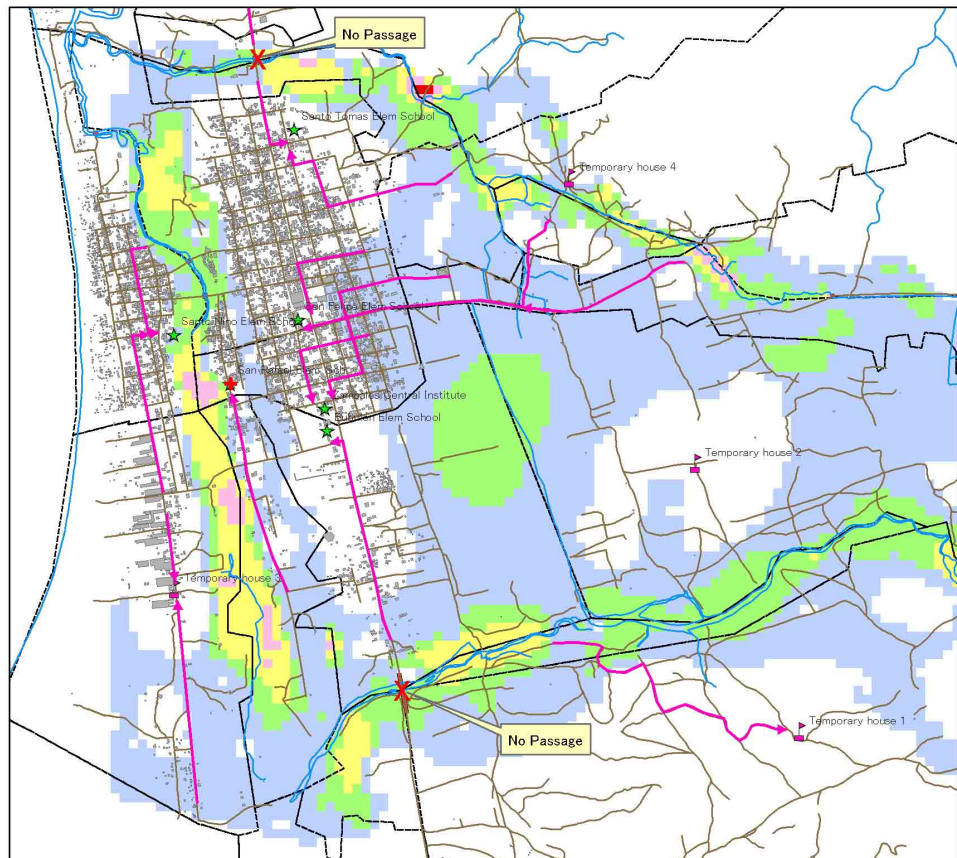 No Passage
Santo Tomas Elem School
Temporary house 4
San Felipe Elem School
Santo Nino Elem School
San Rafael Elem School
Zambales Central Institute
Elem School
Temporary house 2
Temporary house 3
Temporary house 1
No Passage